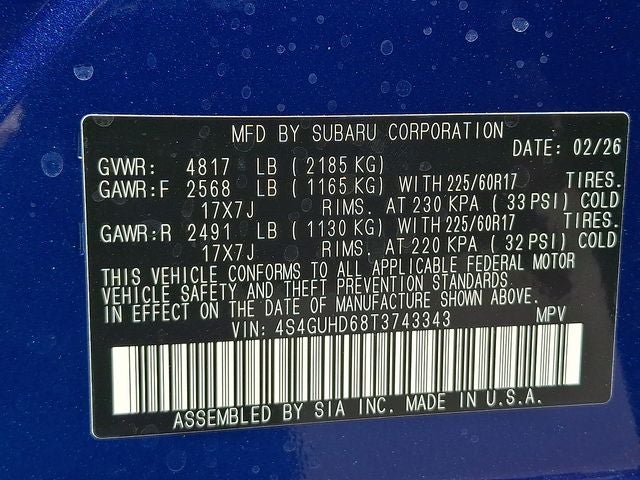 MFD BY SUBARU CORPORATION
DATE: 02/26
GVWR: 4817 LB ( 2185 KG)
GAWR:F 2568 LB ( 1165 KG) WITH 225/60R17 TIRES.
17X7J RIMS. AT 230 KPA ( 33 PSI) COLD
GAWR:R 2491 LB ( 1130 KG) WITH 225/60R17 TIRES.
17X7J RIMS. AT 220 KPA ( 32 PSI) COLD
THIS VEHICLE CONFORMS TO ALL APPLICABLE FEDERAL MOTOR
VEHICLE SAFETY AND THEFT PREVENTION STANDARDS
IN EFFECT ON THE DATE OF MANUFACTURE SHOWN ABOVE.
VIN: 4S4GUHD68T3743343 MPV
ASSEMBLED BY SIA INC. MADE IN U.S.A.